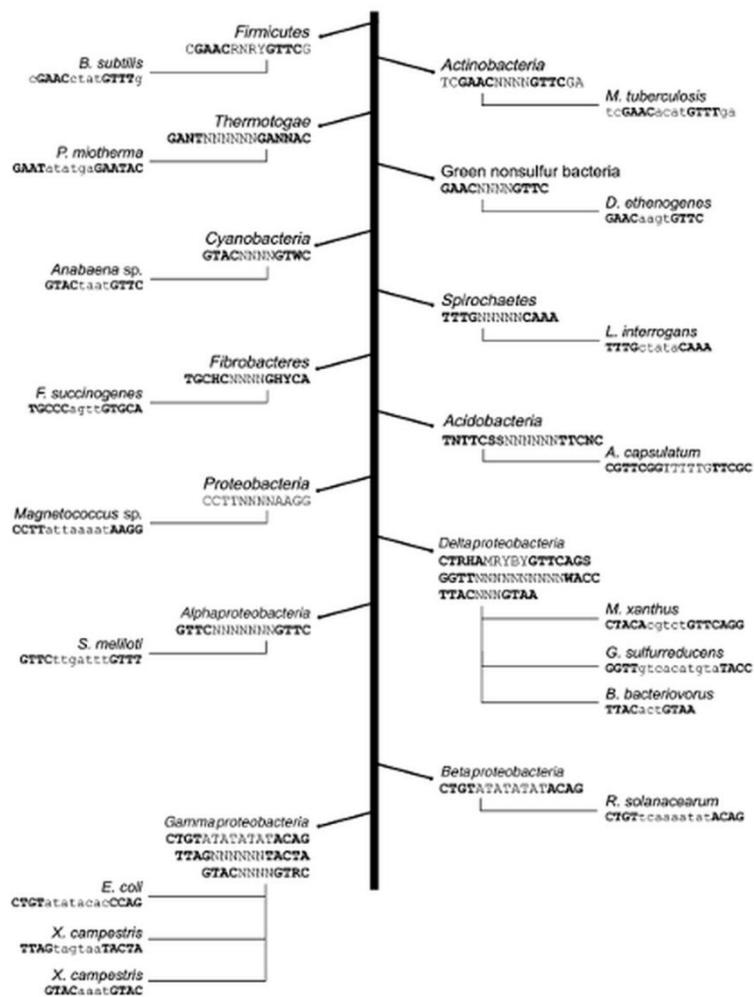 Firmicutes
CGAACRNRYGTTCG
B. subtilis
cGAACctatGTTTg
Actinobacteria
TCGAACNNNNGTTCGA
M. tuberculosis
tcGAACacatGTTTga
Thermotogae
GANTNNNNNNGANNAC
P. miotherma
GAATatatgaGAATAC
Green nonsulfur bacteria
GAACNNNNGTTC
D. ethenogenes
GAACaagtGTTC
Cyanobacteria
GTACNNNNGTWC
Anabaena sp.
GTACtaatGTTC
Spirochaetes
TTTGNNNNNCAAA
L. interrogans
TTTGctataCAAA
Fibrobacteres
TGCHCNNNNGHYCA
F. succinogenes
TGCCCagttGTGCA
Acidobacteria
TNTTCSSNNNNNNTTCNC
A. capsulatum
CGTTCGGTTTTTGTTCGC
Proteobacteria
CCTTNNNNAAGG
Magnetococcus sp.
CCTTattaaaatAAGG
Deltaproteobacteria
CTRHAMRYBYGTTCAGS
GGTTNNNNNNNNNNWACC
TTACNNNGTAA
M. xanthus
CTACAcgtctGTTCAGG
G. sulfurreducens
GGTTgtcacatgtaTACC
B. bacteriovorus
TTACactGTAA
Alphaproteobacteria
GTTCNNNNNNNGTTC
S. meliloti
GTTCttgatttGTTT
Betaproteobacteria
CTGTATATATATACAG
R. solanacearum
CTGTtcaaaatatACAG
Gammaproteobacteria
CTGTATATATATACAG
TTAGNNNNNNTACTA
GTACNNNNGTRC
E. coli
CTGTatatacacCCAG
X. campestris
TTAGtagtaaTACTA
X. campestris
GTACaaatGTAC